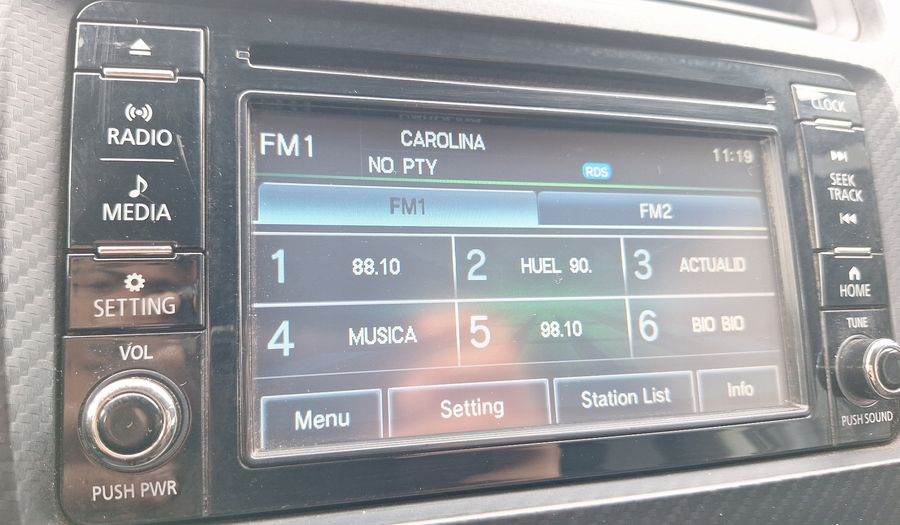 RADIO
MEDIA
SETTING
VOL
PUSH PWR
FM1
CAROLINA
NO PTY
RDS
11:19
FM1
FM2
1 88.10
2 HUEL 90.
3 ACTUALID
4 MUSICA
5 98.10
6 BIO BIO
Menu
Setting
Station List
Info
CLOCK
SEEK
TRACK
HOME
TUNE
PUSH SOUND